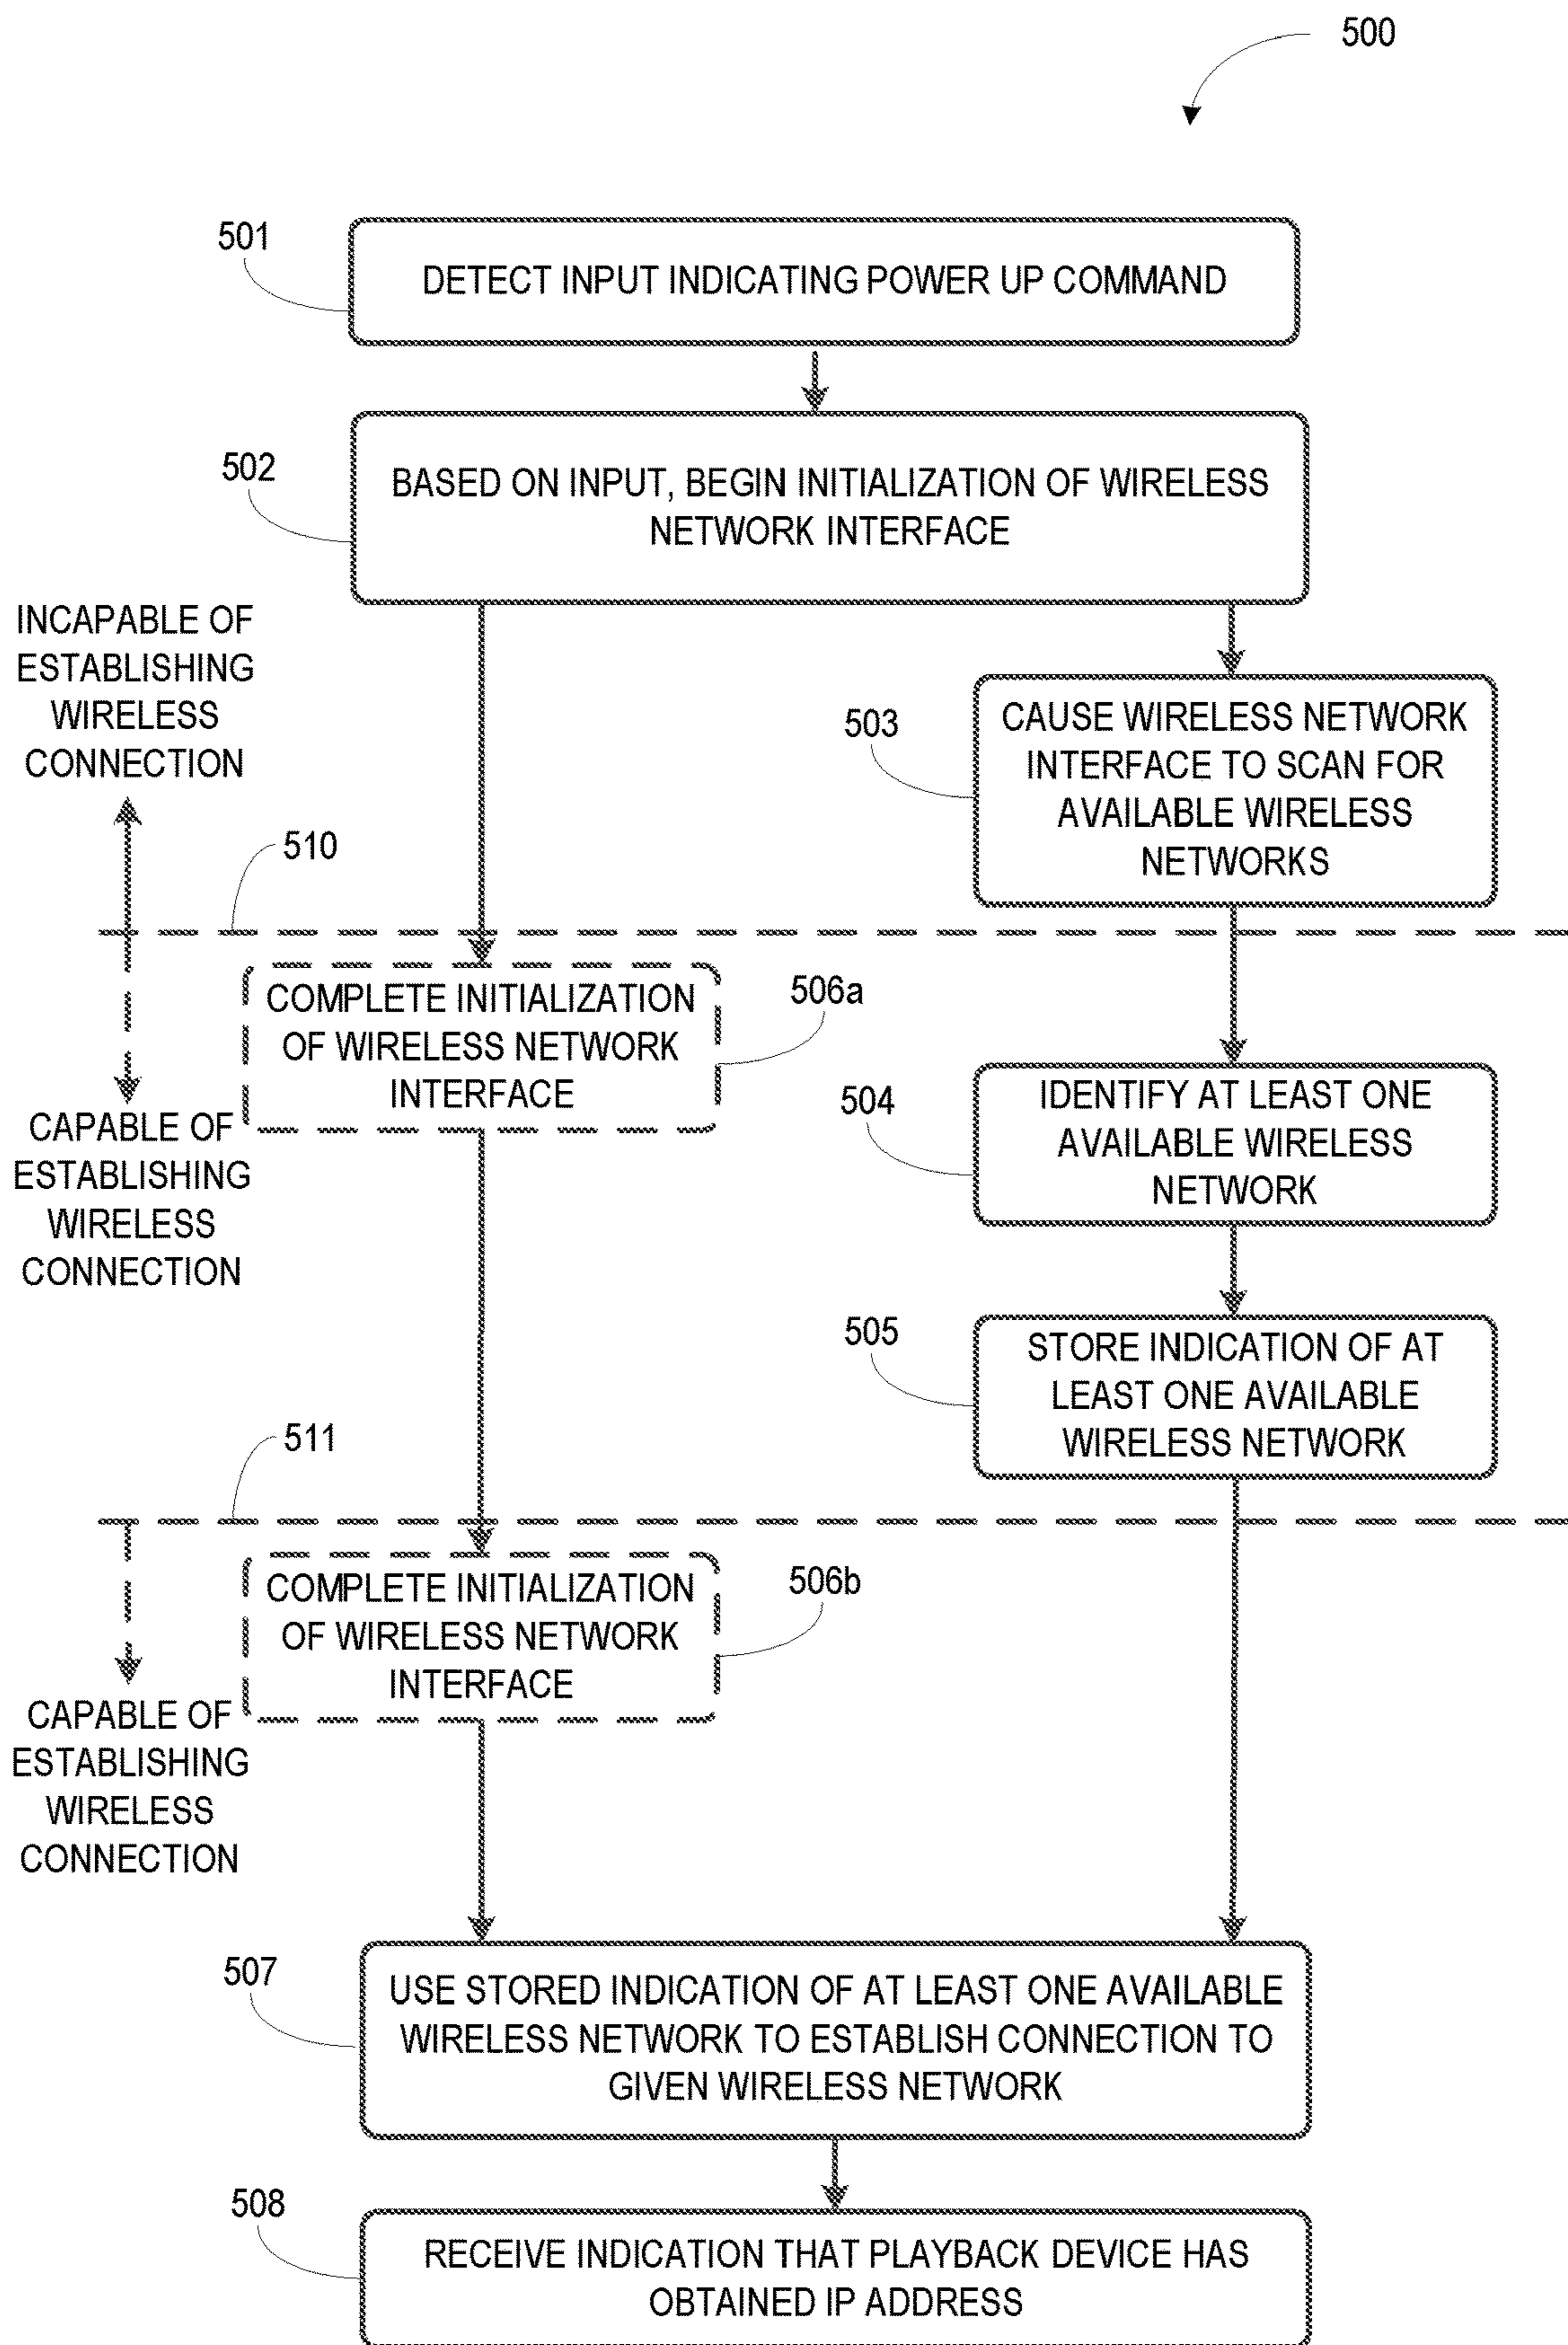 500
501
DETECT INPUT INDICATING POWER UP COMMAND
502
BASED ON INPUT, BEGIN INITIALIZATION OF WIRELESS
NETWORK INTERFACE
INCAPABLE OF
ESTABLISHING
WIRELESS
CONNECTION
503
CAUSE WIRELESS NETWORK
INTERFACE TO SCAN FOR
AVAILABLE WIRELESS
NETWORKS
510
COMPLETE INITIALIZATION
OF WIRELESS NETWORK
INTERFACE
506a
CAPABLE OF
ESTABLISHING
WIRELESS
CONNECTION
504
IDENTIFY AT LEAST ONE
AVAILABLE WIRELESS
NETWORK
505
STORE INDICATION OF AT
LEAST ONE AVAILABLE
WIRELESS NETWORK
511
COMPLETE INITIALIZATION
OF WIRELESS NETWORK
INTERFACE
506b
CAPABLE OF
ESTABLISHING
WIRELESS
CONNECTION
507
USE STORED INDICATION OF AT LEAST ONE AVAILABLE
WIRELESS NETWORK TO ESTABLISH CONNECTION TO
GIVEN WIRELESS NETWORK
508
RECEIVE INDICATION THAT PLAYBACK DEVICE HAS
OBTAINED IP ADDRESS